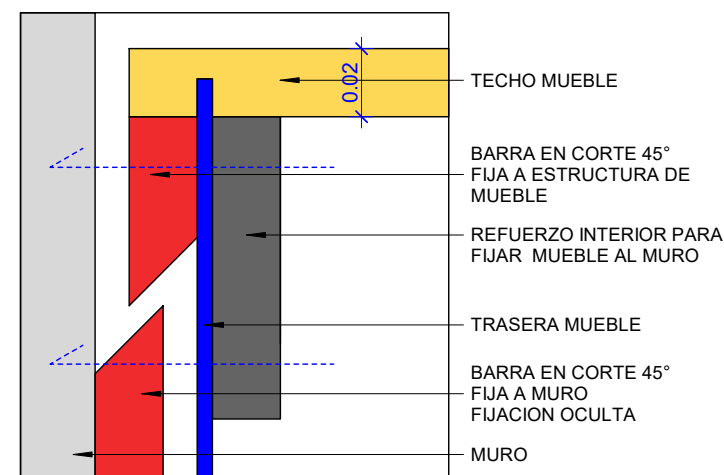 0.02
TECHO MUEBLE
BARRA EN CORTE 45°
FIJA A ESTRUCTURA DE
MUEBLE
REFUERZO INTERIOR PARA
FIJAR MUEBLE AL MURO
TRASERA MUEBLE
BARRA EN CORTE 45°
FIJA A MURO
FIJACION OCULTA
MURO